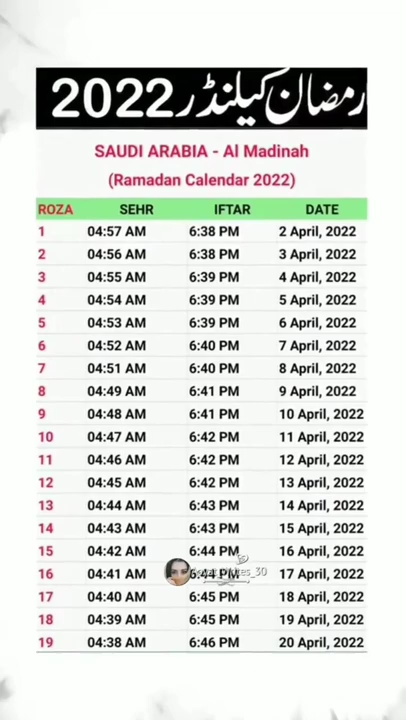 رمضان کیلنڈر 2022
SAUDI ARABIA - Al Madinah
(Ramadan Calendar 2022)
ROZA SEHR IFTAR DATE
1 04:57 AM 6:38 PM 2 April, 2022
2 04:56 AM 6:38 PM 3 April, 2022
3 04:55 AM 6:39 PM 4 April, 2022
4 04:54 AM 6:39 PM 5 April, 2022
5 04:53 AM 6:39 PM 6 April, 2022
6 04:52 AM 6:40 PM 7 April, 2022
7 04:51 AM 6:40 PM 8 April, 2022
8 04:49 AM 6:41 PM 9 April, 2022
9 04:48 AM 6:41 PM 10 April, 2022
10 04:47 AM 6:42 PM 11 April, 2022
11 04:46 AM 6:42 PM 12 April, 2022
12 04:45 AM 6:42 PM 13 April, 2022
13 04:44 AM 6:43 PM 14 April, 2022
14 04:43 AM 6:43 PM 15 April, 2022
15 04:42 AM 6:44 PM 16 April, 2022
16 04:41 AM 6:44 PM 17 April, 2022
17 04:40 AM 6:45 PM 18 April, 2022
18 04:39 AM 6:45 PM 19 April, 2022
19 04:38 AM 6:46 PM 20 April, 2022